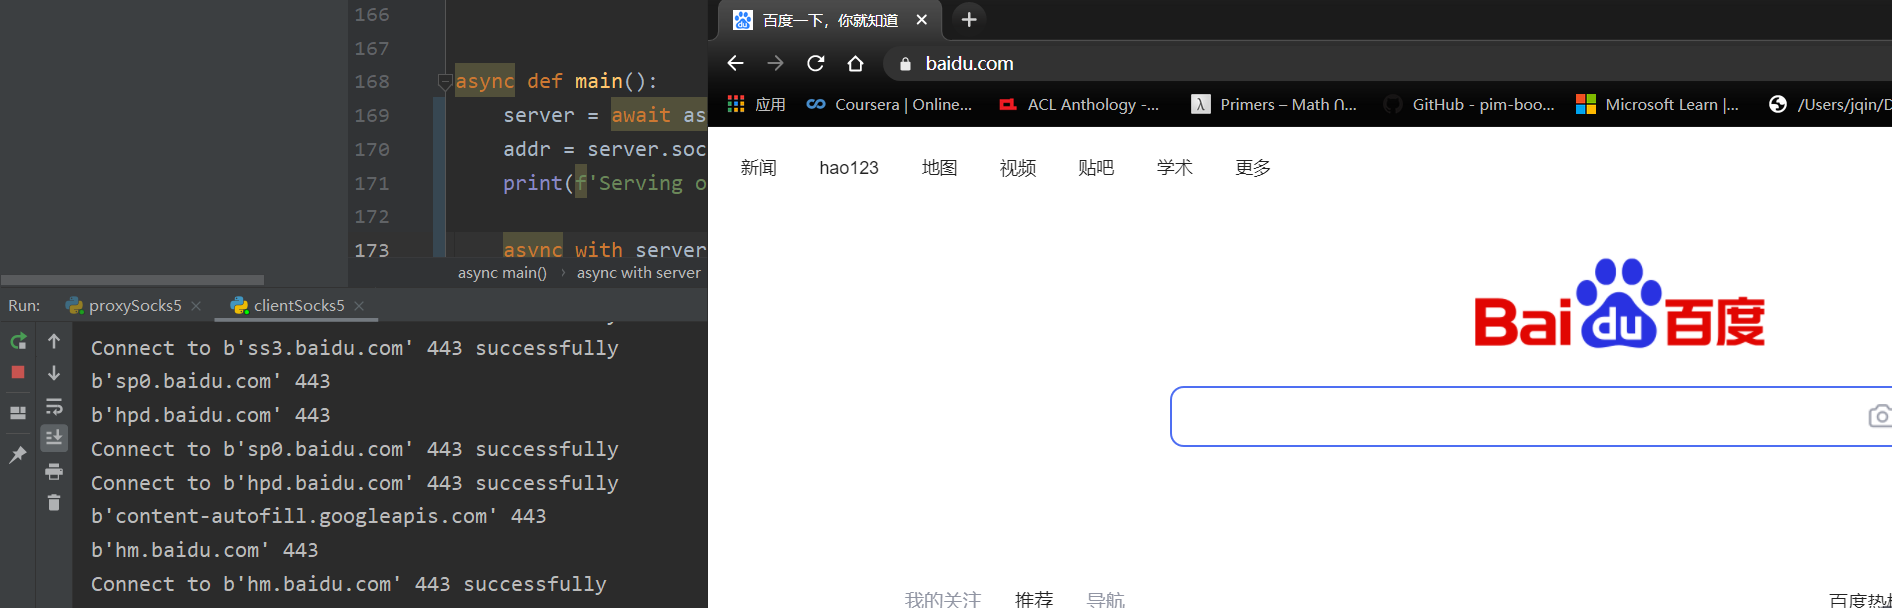 166
167
168 async def main():
169 server = await as
170 addr = server.soc
171 print(f'Serving o
172
173 async with server
async main() › async with server
Run: proxySocks5 clientSocks5
Connect to b'ss3.baidu.com' 443 successfully
b'sp0.baidu.com' 443
b'hpd.baidu.com' 443
Connect to b'sp0.baidu.com' 443 successfully
Connect to b'hpd.baidu.com' 443 successfully
b'content-autofill.googleapis.com' 443
b'hm.baidu.com' 443
Connect to b'hm.baidu.com' 443 successfully
百度一下，你就知道
baidu.com
应用 Coursera | Online... ACL Anthology -... Primers – Math ∩... GitHub - pim-boo... Microsoft Learn |... /Users/jqin/D
新闻 hao123 地图 视频 贴吧 学术 更多
Bai du 百度
我的关注 推荐 导航
百度热